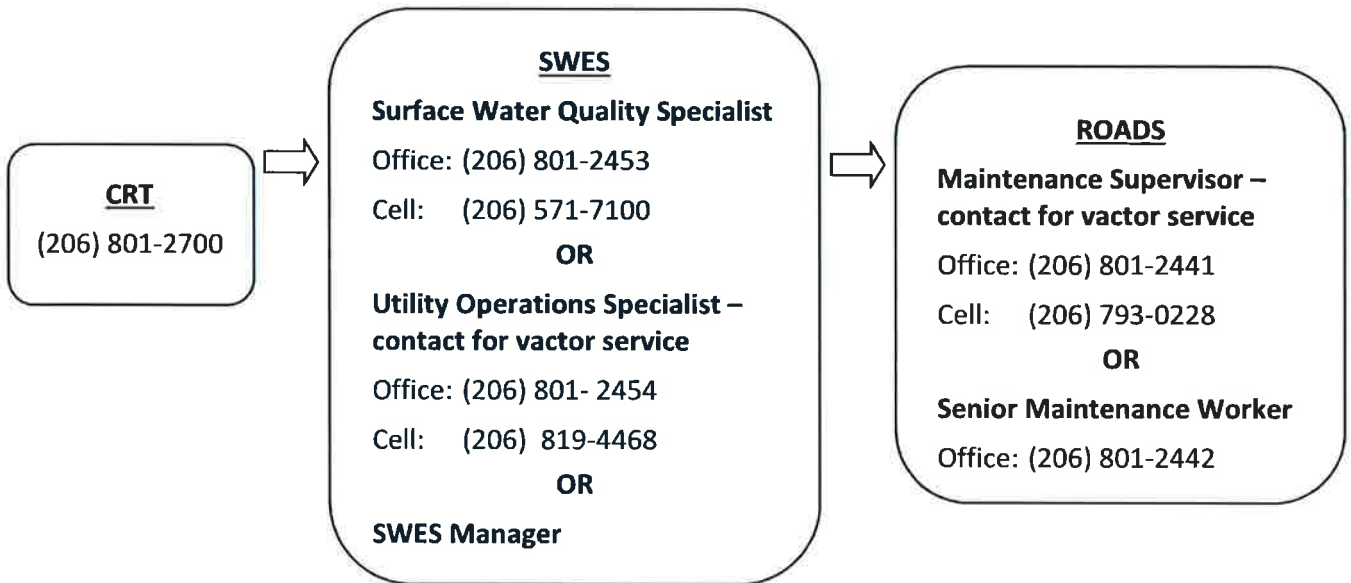 CRT
(206) 801-2700
SWES
Surface Water Quality Specialist
Office: (206) 801-2453
Cell: (206) 571-7100
OR
Utility Operations Specialist –
contact for vactor service
Office: (206) 801- 2454
Cell: (206) 819-4468
OR
SWES Manager
ROADS
Maintenance Supervisor –
contact for vactor service
Office: (206) 801-2441
Cell: (206) 793-0228
OR
Senior Maintenance Worker
Office: (206) 801-2442